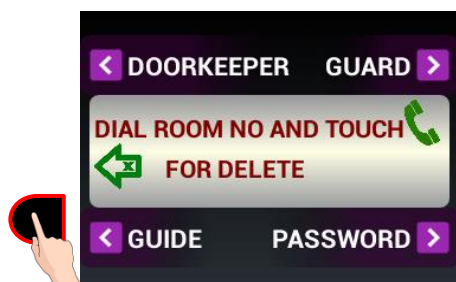 DOORKEEPER GUARD
DIAL ROOM NO AND TOUCH
FOR DELETE
GUIDE PASSWORD